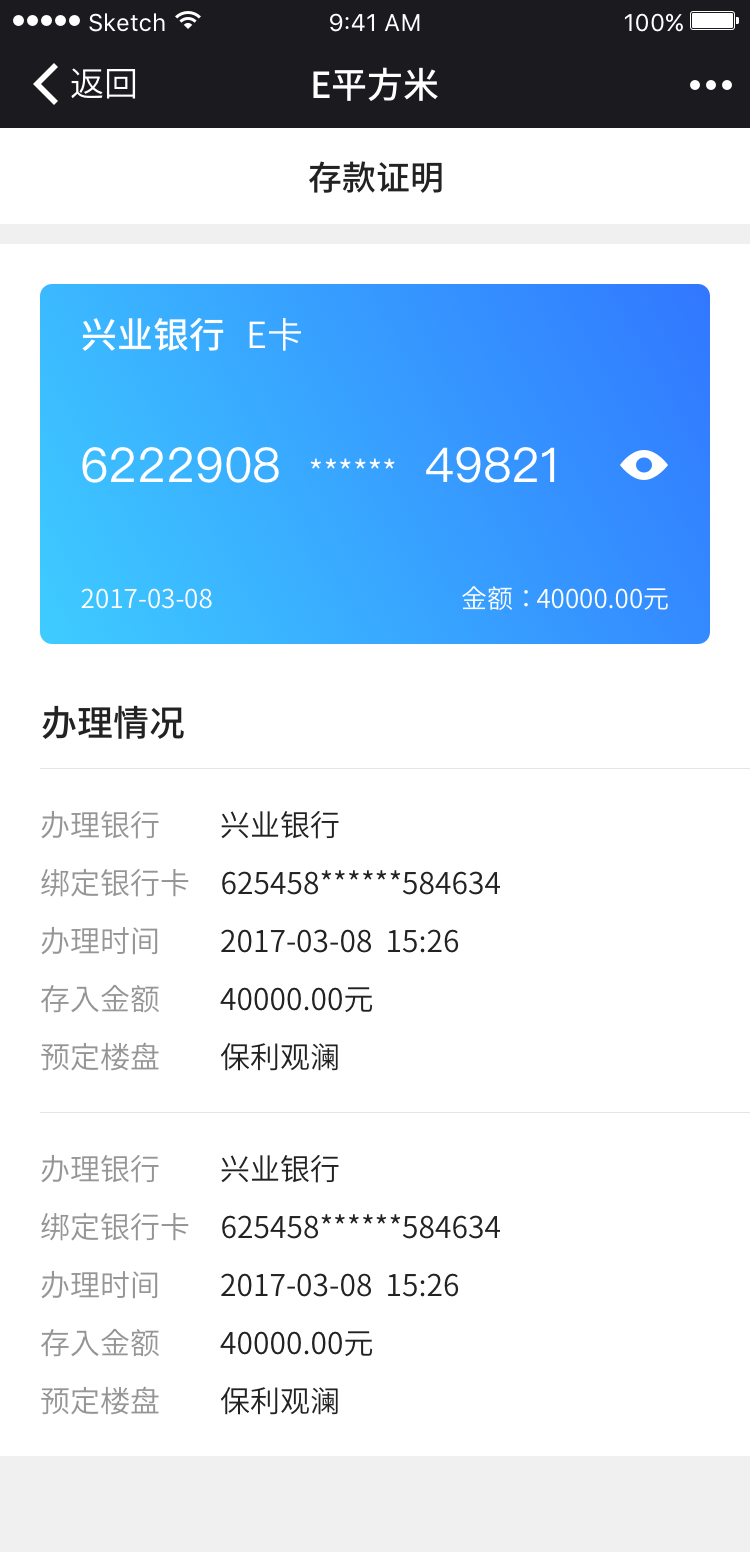 Sketch 9:41 AM 100%
返回 E平方米
存款证明
兴业银行 E卡
6222908 ****** 49821
2017-03-08 金额：40000.00元
办理情况
办理银行 兴业银行
绑定银行卡 625458******584634
办理时间 2017-03-08 15:26
存入金额 40000.00元
预定楼盘 保利观澜
办理银行 兴业银行
绑定银行卡 625458******584634
办理时间 2017-03-08 15:26
存入金额 40000.00元
预定楼盘 保利观澜